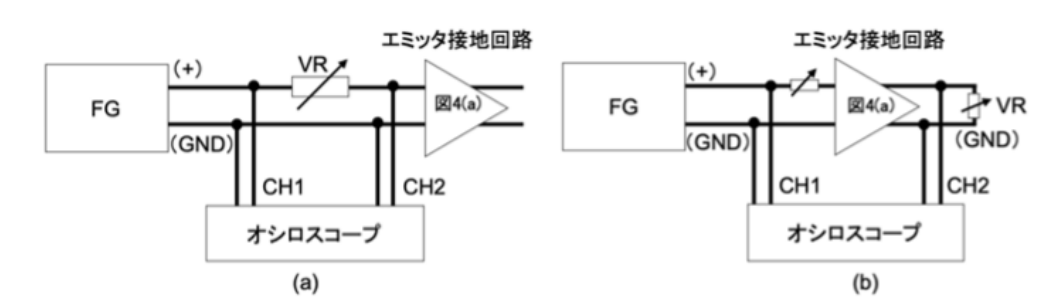 エミッタ接地回路
(+)
VR
FG
図4(a)
(GND)
CH1
CH2
オシロスコープ
(a)
エミッタ接地回路
(+)
FG
図4(a)
VR
(GND)
(GND)
CH1
CH2
オシロスコープ
(b)